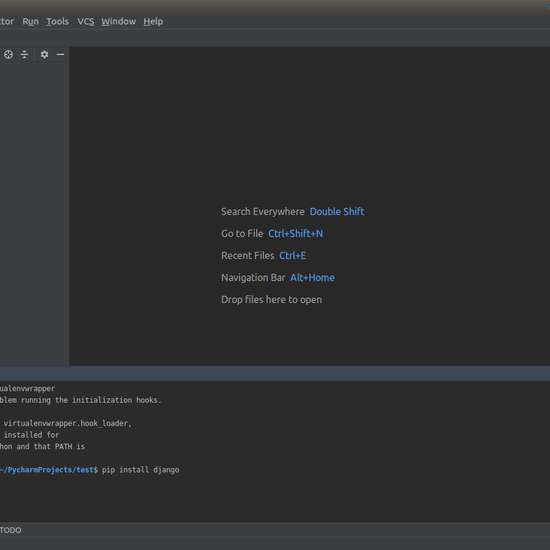 ctor Run Tools VCS Window Help
Search Everywhere Double Shift
Go to File Ctrl+Shift+N
Recent Files Ctrl+E
Navigation Bar Alt+Home
Drop files here to open
ualenvwrapper
blem running the initialization hooks.
virtualenvwrapper.hook_loader,
installed for
hon and that PATH is
~/PycharmProjects/test$ pip install django
TODO